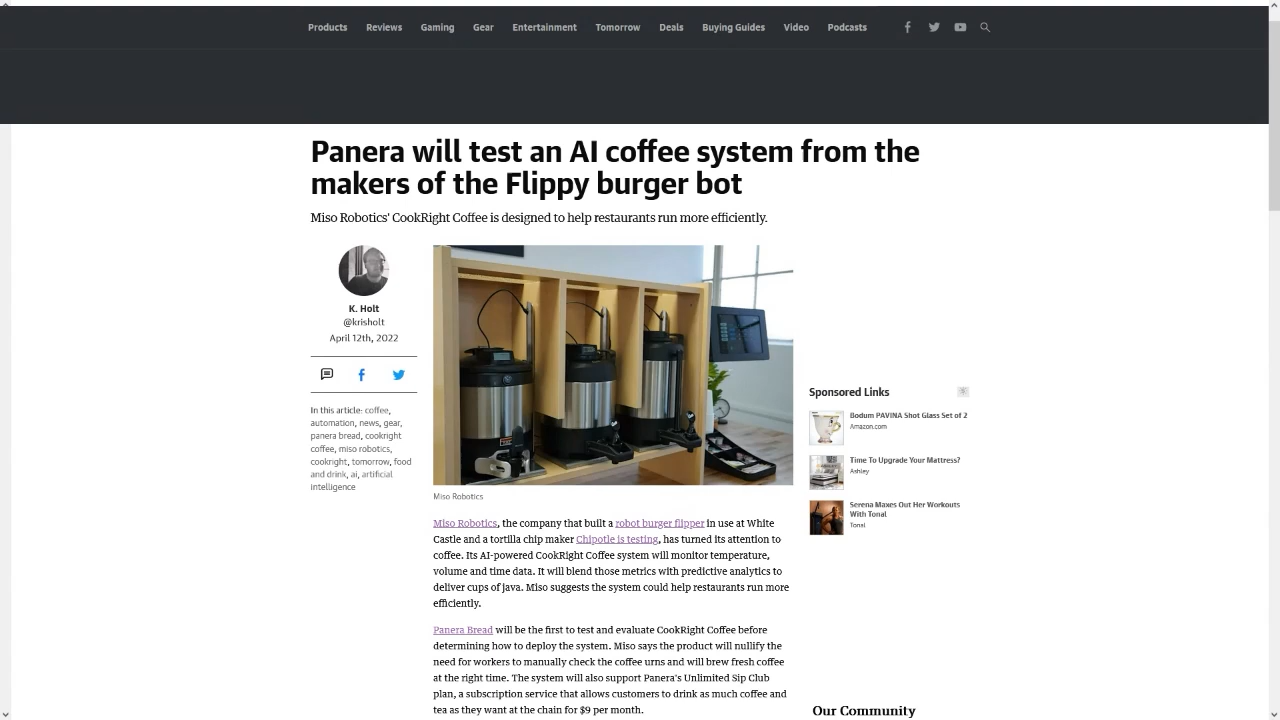 Products Reviews Gaming Gear Entertainment Tomorrow Deals Buying Guides Video Podcasts
Panera will test an AI coffee system from the
makers of the Flippy burger bot
Miso Robotics' CookRight Coffee is designed to help restaurants run more efficiently.
K. Holt
@krisholt
April 12th, 2022
In this article: coffee,
automation, news, gear,
panera bread, cookright
coffee, miso robotics,
cookright, tomorrow, food
and drink, ai, artificial
intelligence
Miso Robotics
Miso Robotics, the company that built a robot burger flipper in use at White
Castle and a tortilla chip maker Chipotle is testing, has turned its attention to
coffee. Its AI-powered CookRight Coffee system will monitor temperature,
volume and time data. It will blend those metrics with predictive analytics to
deliver cups of java. Miso suggests the system could help restaurants run more
efficiently.
Panera Bread will be the first to test and evaluate CookRight Coffee before
determining how to deploy the system. Miso says the product will nullify the
need for workers to manually check the coffee urns and will brew fresh coffee
at the right time. The system will also support Panera's Unlimited Sip Club
plan, a subscription service that allows customers to drink as much coffee and
tea as they want at the chain for $9 per month.
Sponsored Links
Bodum PAVINA Shot Glass Set of 2
Amazon.com
Time To Upgrade Your Mattress?
Ashley
Serena Maxes Out Her Workouts
With Tonal
Tonal
Our Community